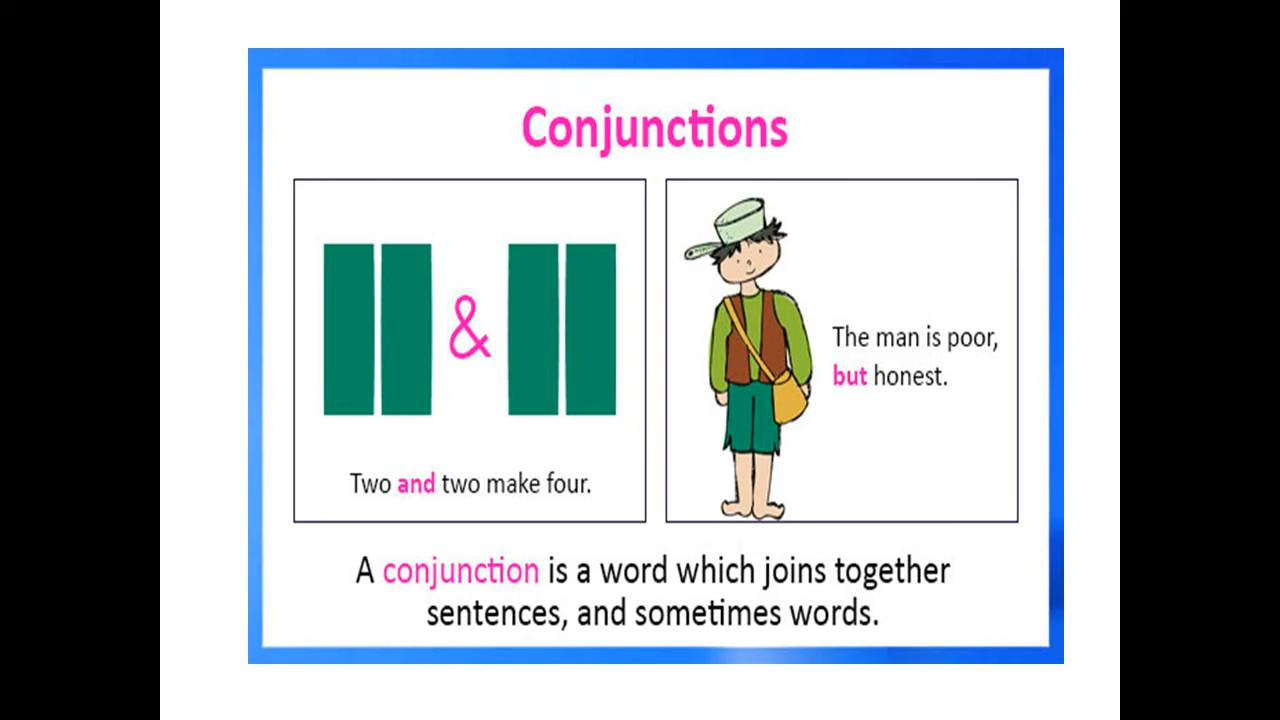 Conjunctions
&
Two and two make four.
The man is poor,
but honest.
A conjunction is a word which joins together
sentences, and sometimes words.